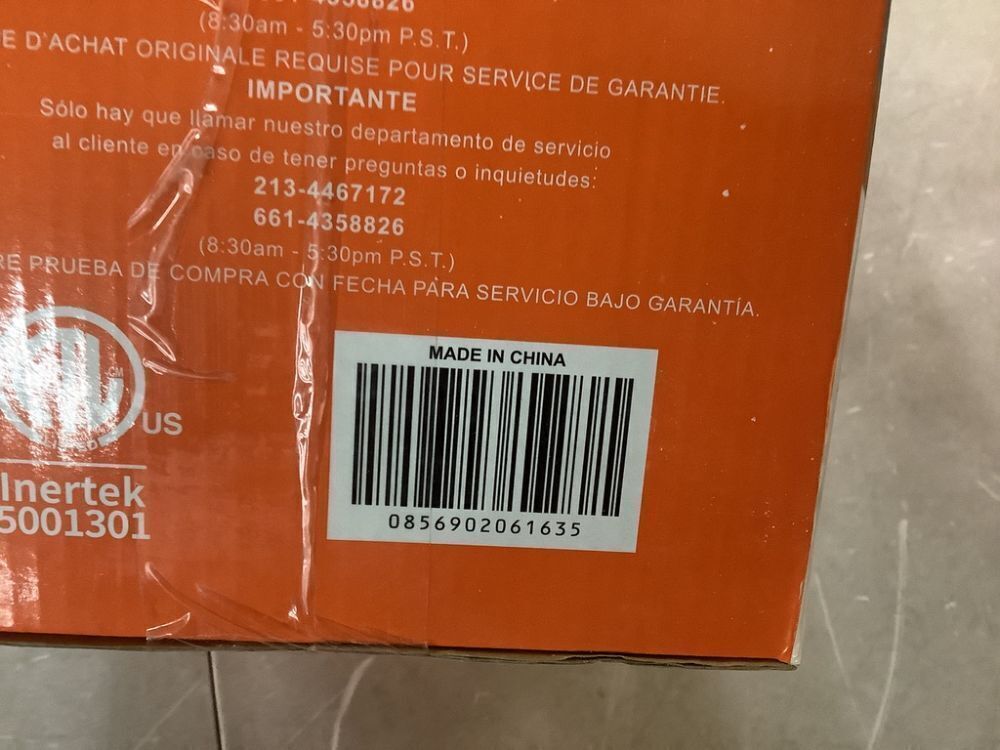 (8:30am - 5:30pm P.S.T.)
D'ACHAT ORIGINALE REQUISE POUR SERVICE DE GARANTIE.
IMPORTANTE
Sólo hay que llamar nuestro departamento de servicio
al cliente en caso de tener preguntas o inquietudes:
213-4467172
661-4358826
(8:30am - 5:30pm P.S.T.)
PRUEBA DE COMPRA CON FECHA PARA SERVICIO BAJO GARANTÍA.
MADE IN CHINA
0856902061635
CM
US
Inertek
5001301